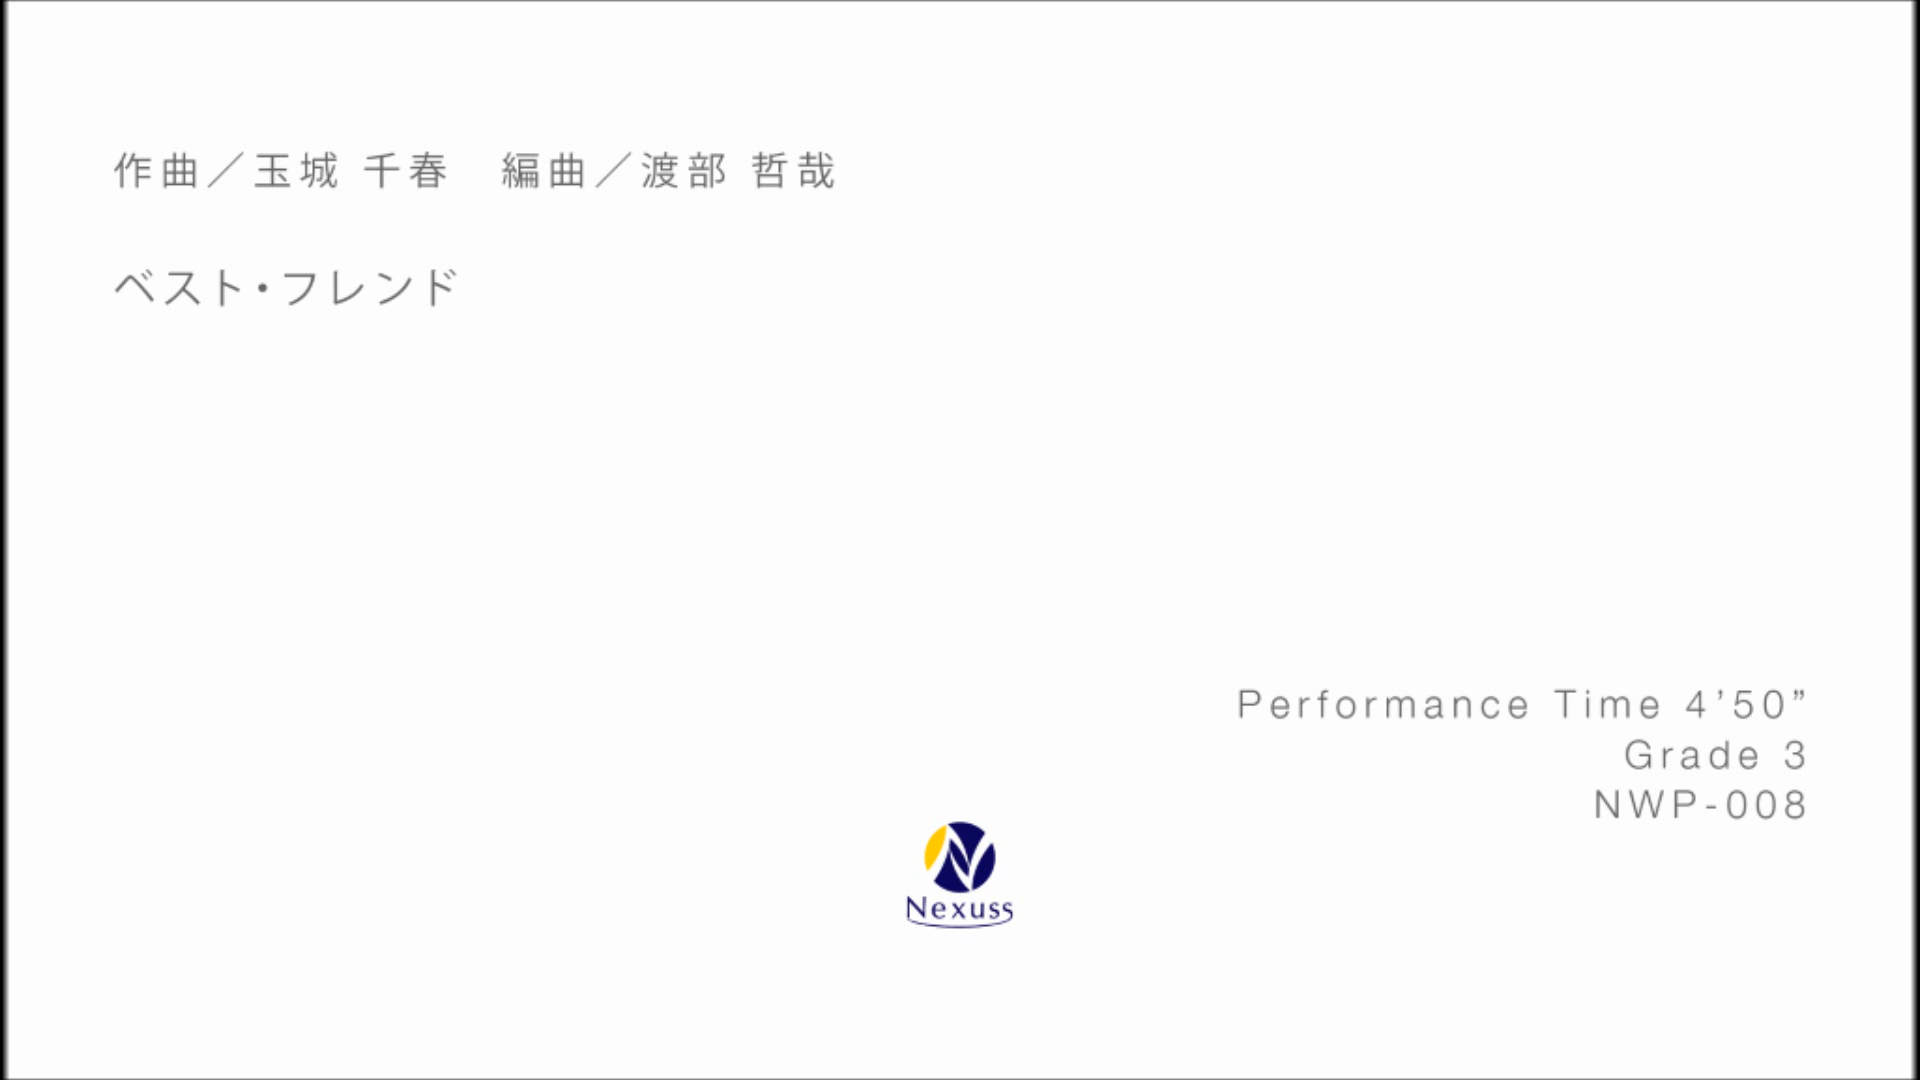 作曲／玉城 千春　編曲／渡部 哲哉
ベスト・フレンド
Performance Time 4’50”
Grade 3
NWP-008
Nexuss